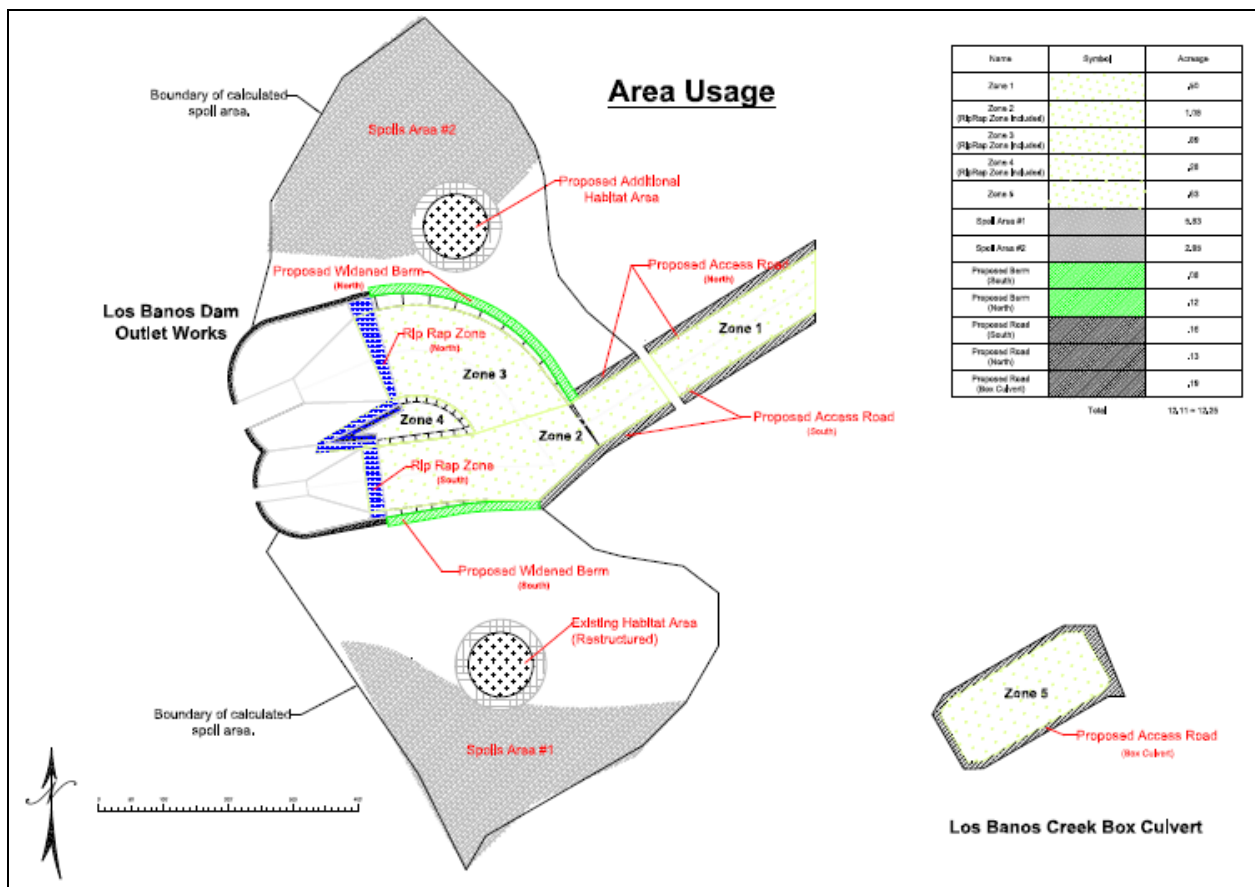 Area Usage
Boundary of calculated
spoil area.
Spoils Area #2
Proposed Additional
Habitat Area
Proposed Widened Berm
(North)
Los Banos Dam
Outlet Works
Rip Rap Zone
(North)
Zone 3
Zone 4
Zone 2
Zone 1
Proposed Access Road
(North)
Proposed Access Road
(South)
Rip Rap Zone
(South)
Proposed Widened Berm
(South)
Existing Habitat Area
(Restructured)
Boundary of calculated
spoil area.
Spoils Area #1
Zone 5
Proposed Access Road
(Box Culvert)
Los Banos Creek Box Culvert
Name Symbol Acreage
Zone 1
Zone 2
(RipRap Zone Included)
Zone 3
(RipRap Zone Included)
Zone 4
(RipRap Zone Included)
Zone 5
Spoil Area #1
Spoil Area #2
Proposed Berm
(South)
Proposed Berm
(North) .12
Proposed Road
(South) .16
Proposed Road
(North) .13
Proposed Road
(Box Culvert) .19
Total